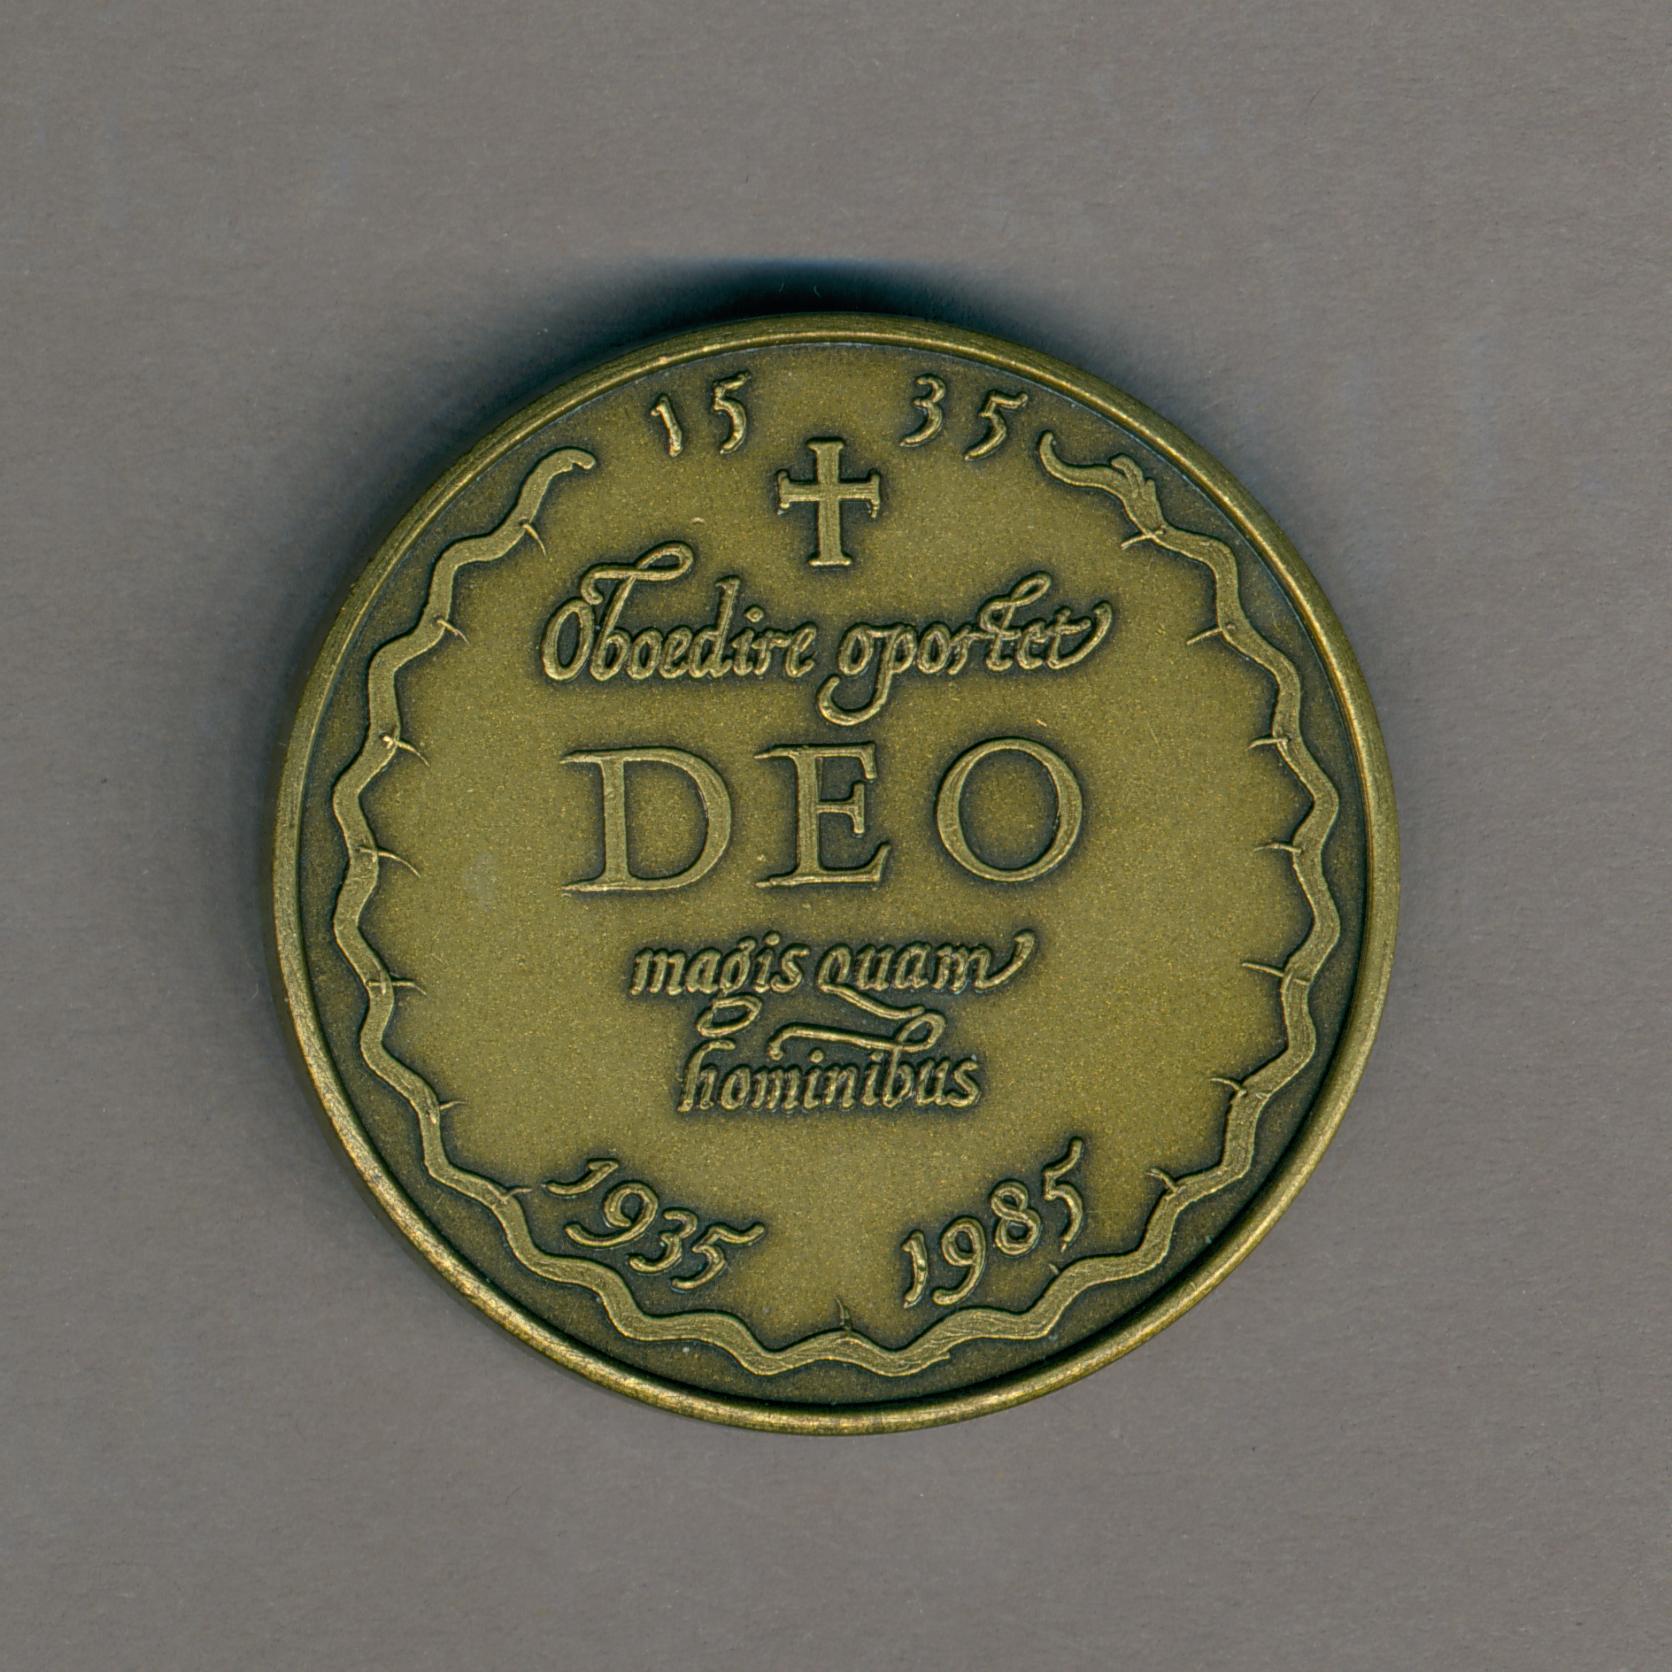 15 35
Oboedire oportet
DEO
magis quam
hominibus
1935 1985